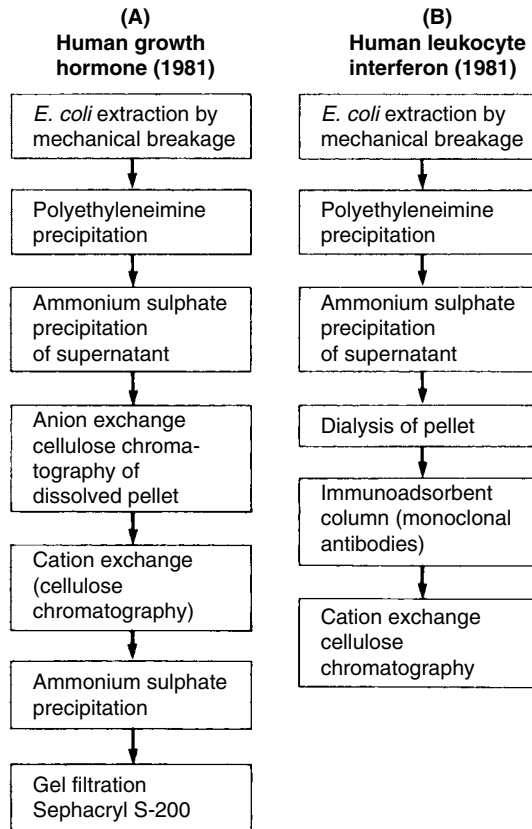 (A)
Human growth
hormone (1981)
E. coli extraction by
mechanical breakage
Polyethyleneimine
precipitation
Ammonium sulphate
precipitation
of supernatant
Anion exchange
cellulose chroma-
tography of
dissolved pellet
Cation exchange
(cellulose
chromatography)
Ammonium sulphate
precipitation
Gel filtration
Sephacryl S-200
(B)
Human leukocyte
interferon (1981)
E. coli extraction by
mechanical breakage
Polyethyleneimine
precipitation
Ammonium sulphate
precipitation
of supernatant
Dialysis of pellet
Immunoadsorbent
column (monoclonal
antibodies)
Cation exchange
cellulose
chromatography